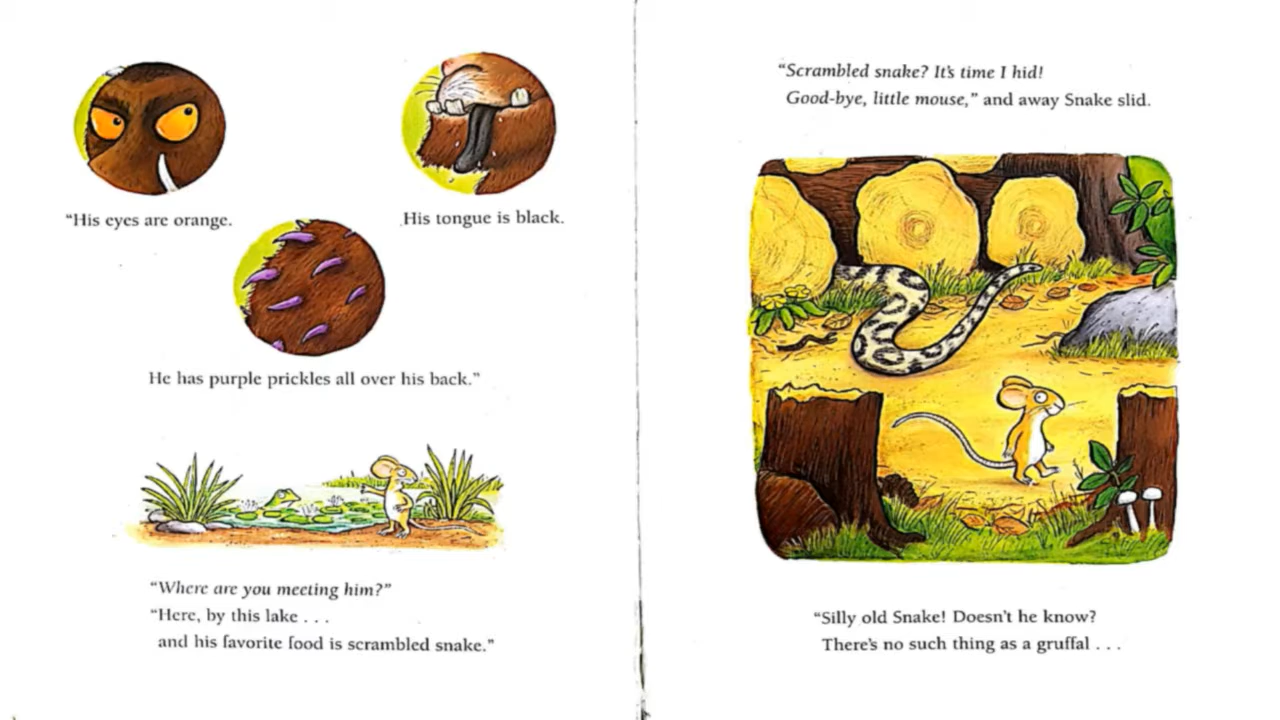 "His eyes are orange.
His tongue is black.
He has purple prickles all over his back."
"Where are you meeting him?"
"Here, by this lake . . .
and his favorite food is scrambled snake."
"Scrambled snake? It's time I hid!
Good-bye, little mouse," and away Snake slid.
"Silly old Snake! Doesn't he know?
There's no such thing as a gruffal . . .